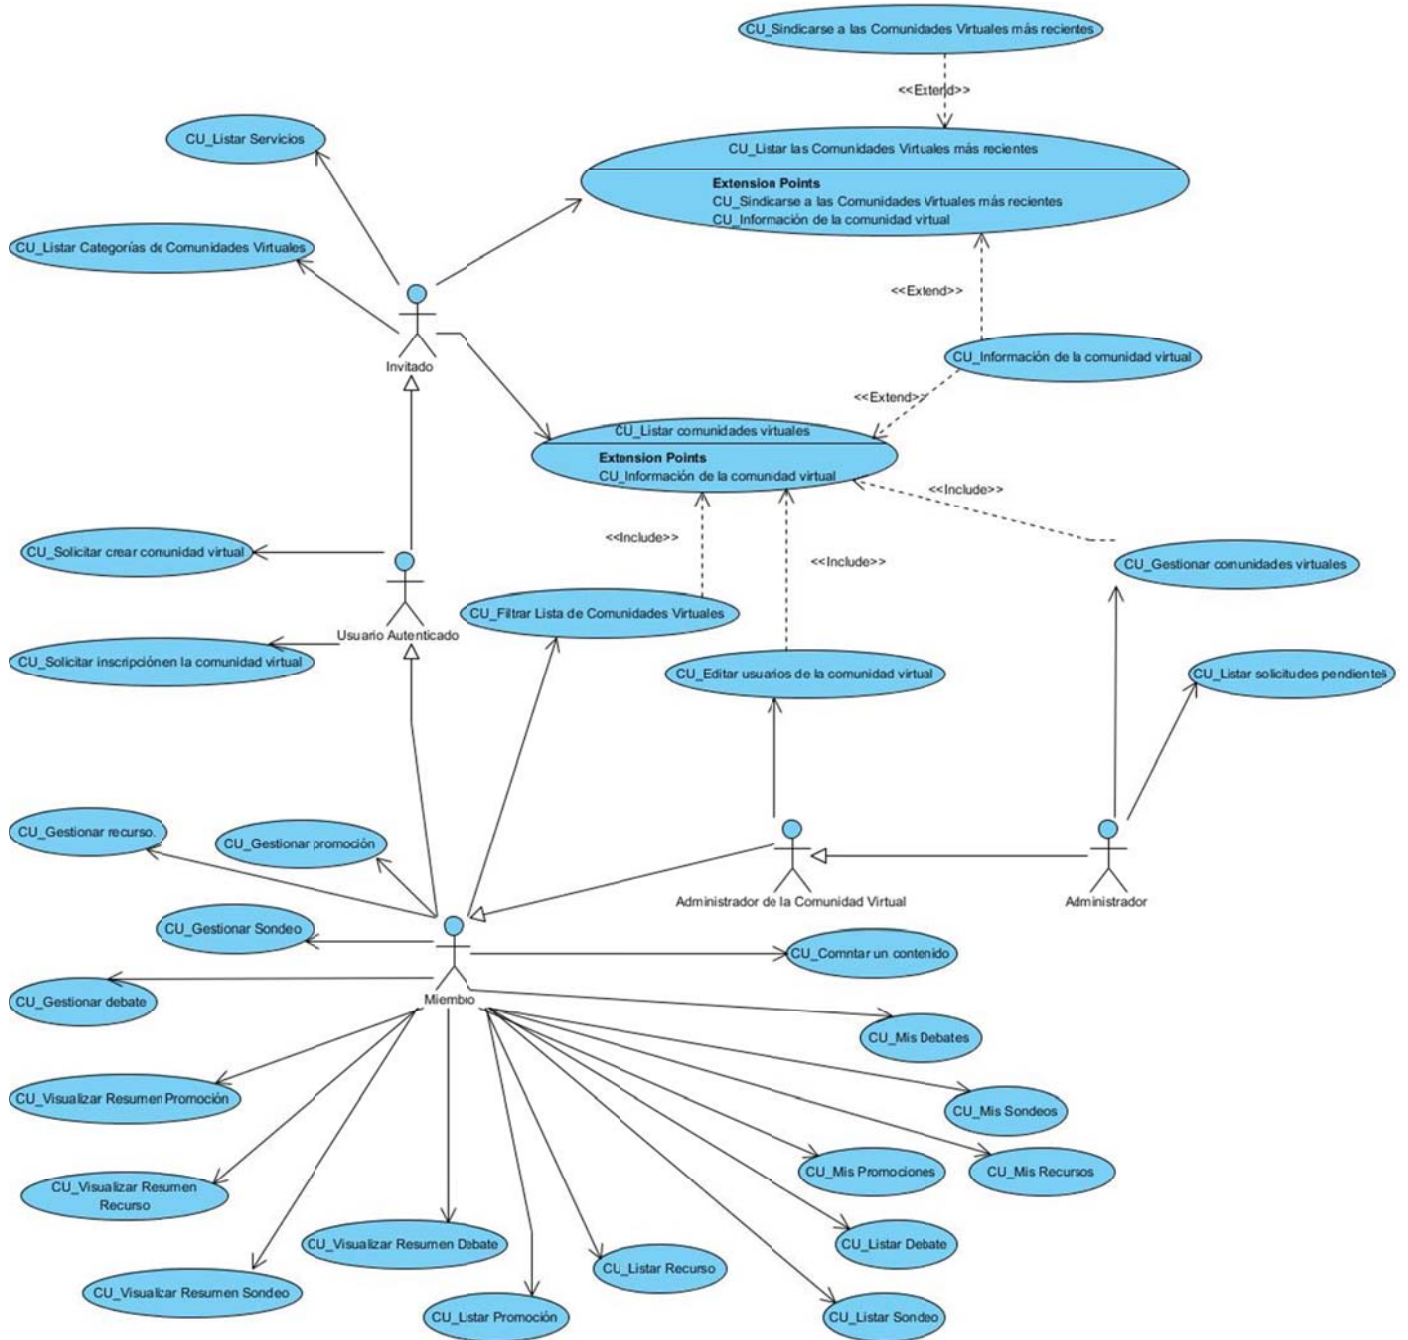 CU_Sindicarse a las Comunidades Virtuales más recientes
<<Extend>>
CU_Listar Servicios
CU_Listar las Comunidades Virtuales más recientes
Extension Points
CU_Sindicarse a las Comunidades Virtuales más recientes
CU_Información de la comunidad virtual
CU_Listar Categorías de Comunidades Virtuales
<<Extend>>
Invitado
CU_Información de la comunidad virtual
<<Extend>>
CU_Listar comunidades virtuales
Extension Points
CU_Información de la comunidad virtual
<<Include>>
<<Include>>
<<Include>>
CU_Solicitar crear comunidad virtual
CU_Gestionar comunidades virtuales
CU_Filtrar Lista de Comunidades Virtuales
Usuario Autenticado
CU_Solicitar inscripciónen la comunidad virtual
CU_Editar usuarios de la comunidad virtual
CU_Listar solicitudes pendientes
CU_Gestionar recurso.
CU_Gestionar promoción
Administrador de la Comunidad Virtual
Administrador
CU_Gestionar Sondeo
CU_Comntar un contenido
CU_Gestionar debate
Miembro
CU_Mis Debates
CU_Visualizar Resumen Promoción
CU_Mis Sondeos
CU_Mis Promociones
CU_Mis Recursos
CU_Visualizar Resumen
Recurso
CU_Visualizar Resumen Debate
CU_Listar Debate
CU_Listar Recurso
CU_Visualizar Resumen Sondeo
CU_Listar Promoción
CU_Listar Sondeo